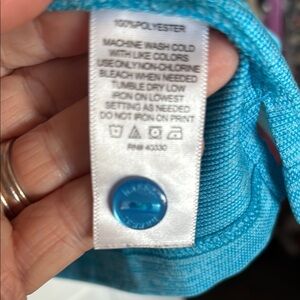 100%POLYESTER
MACHINE WASH COLD
WITH LIKE COLORS
USE ONLY NON-CHLORINE
BLEACH WHEN NEEDED
TUMBLE DRY LOW
IRON ON LOWEST
SETTING AS NEEDED
DO NOT IRON ON PRINT
RN# 40330